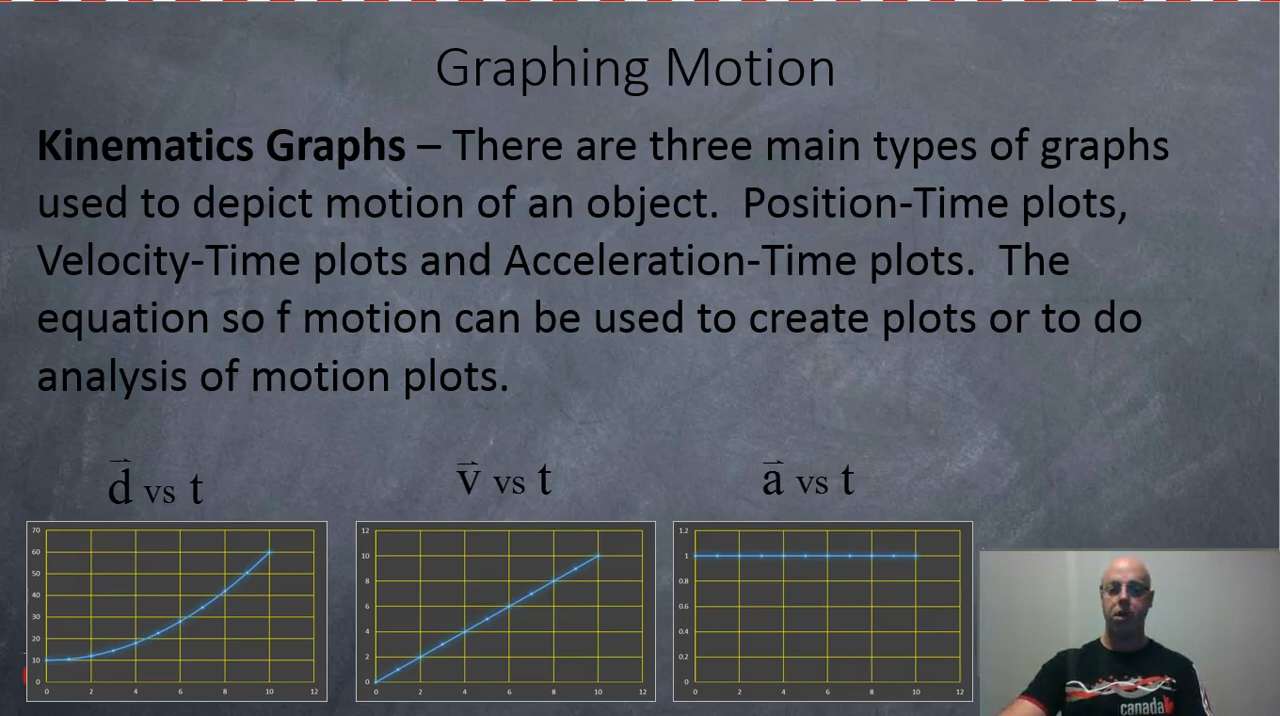 Graphing Motion
Kinematics Graphs – There are three main types of graphs
used to depict motion of an object.  Position-Time plots,
Velocity-Time plots and Acceleration-Time plots.  The
equation so f motion can be used to create plots or to do
analysis of motion plots.
d⃗ vs t
v⃗ vs t
a⃗ vs t
70
60
50
40
30
20
10
0
0 2 4 6 8 10 12
12
10
8
6
4
2
0
0 2 4 6 8 10 12
1.2
1
0.8
0.6
0.4
0.2
0
0 2 4 6 8 10 12
canada